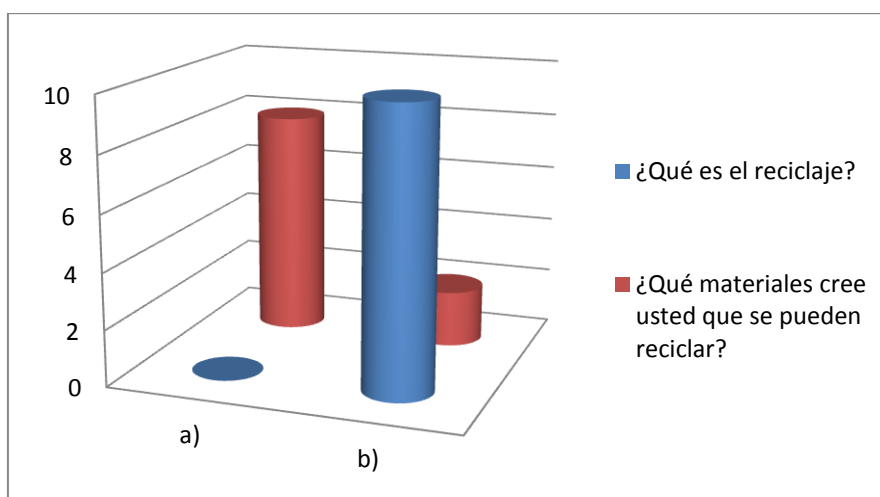 10
8
6
4
2
0
a)
b)
¿Qué es el reciclaje?
¿Qué materiales cree
usted que se pueden
reciclar?